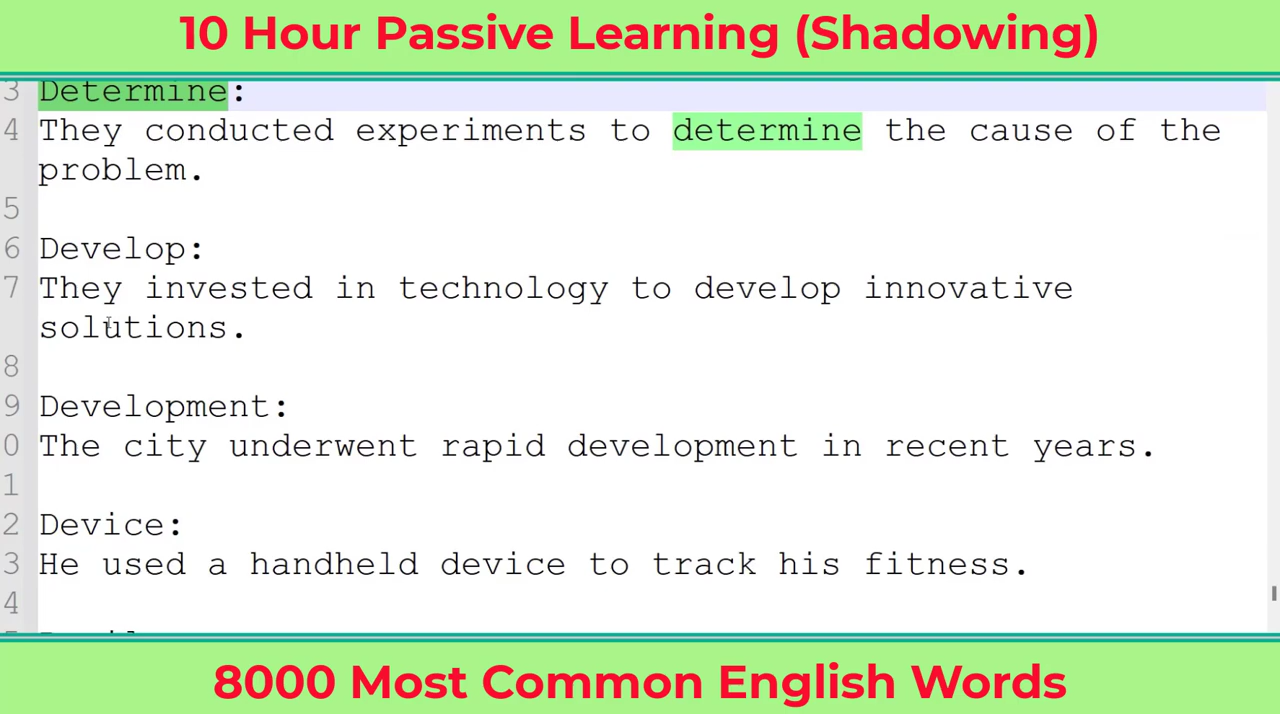 10 Hour Passive Learning (Shadowing)
3 Determine:
4 They conducted experiments to determine the cause of the
problem.
5
6 Develop:
7 They invested in technology to develop innovative
solutions.
8
9 Development:
0 The city underwent rapid development in recent years.
1
2 Device:
3 He used a handheld device to track his fitness.
4
8000 Most Common English Words